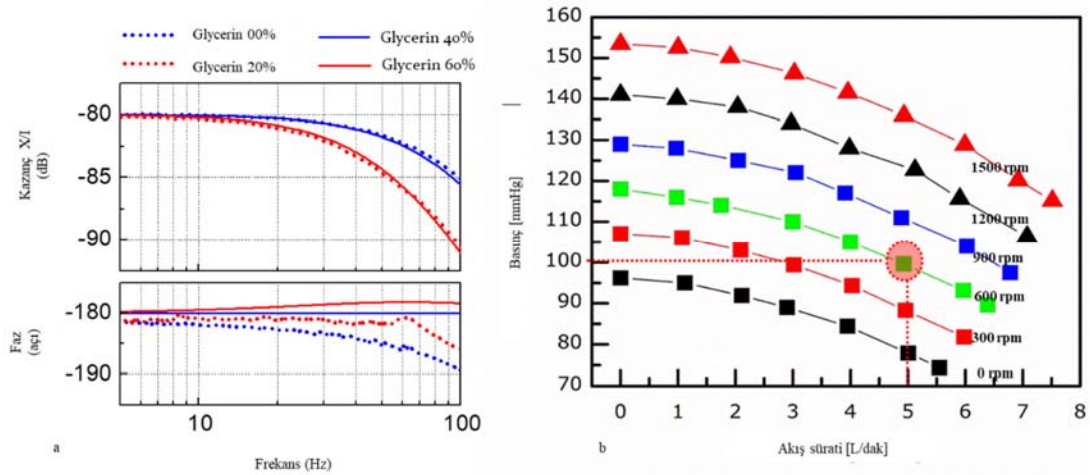 Glycerin 00%
Glycerin 40%
Glycerin 20%
Glycerin 60%
Kazanç X/I
(dB)
-80
-85
-90
Faz
(açı)
-180
-190
10
100
a
Frekans (Hz)
Basınç [mmHg]
160
150
140
130
120
110
100
90
80
70
1500 rpm
1200 rpm
900 rpm
600 rpm
300 rpm
0 rpm
0 1 2 3 4 5 6 7 8
b
Akış sürati [L/dak]